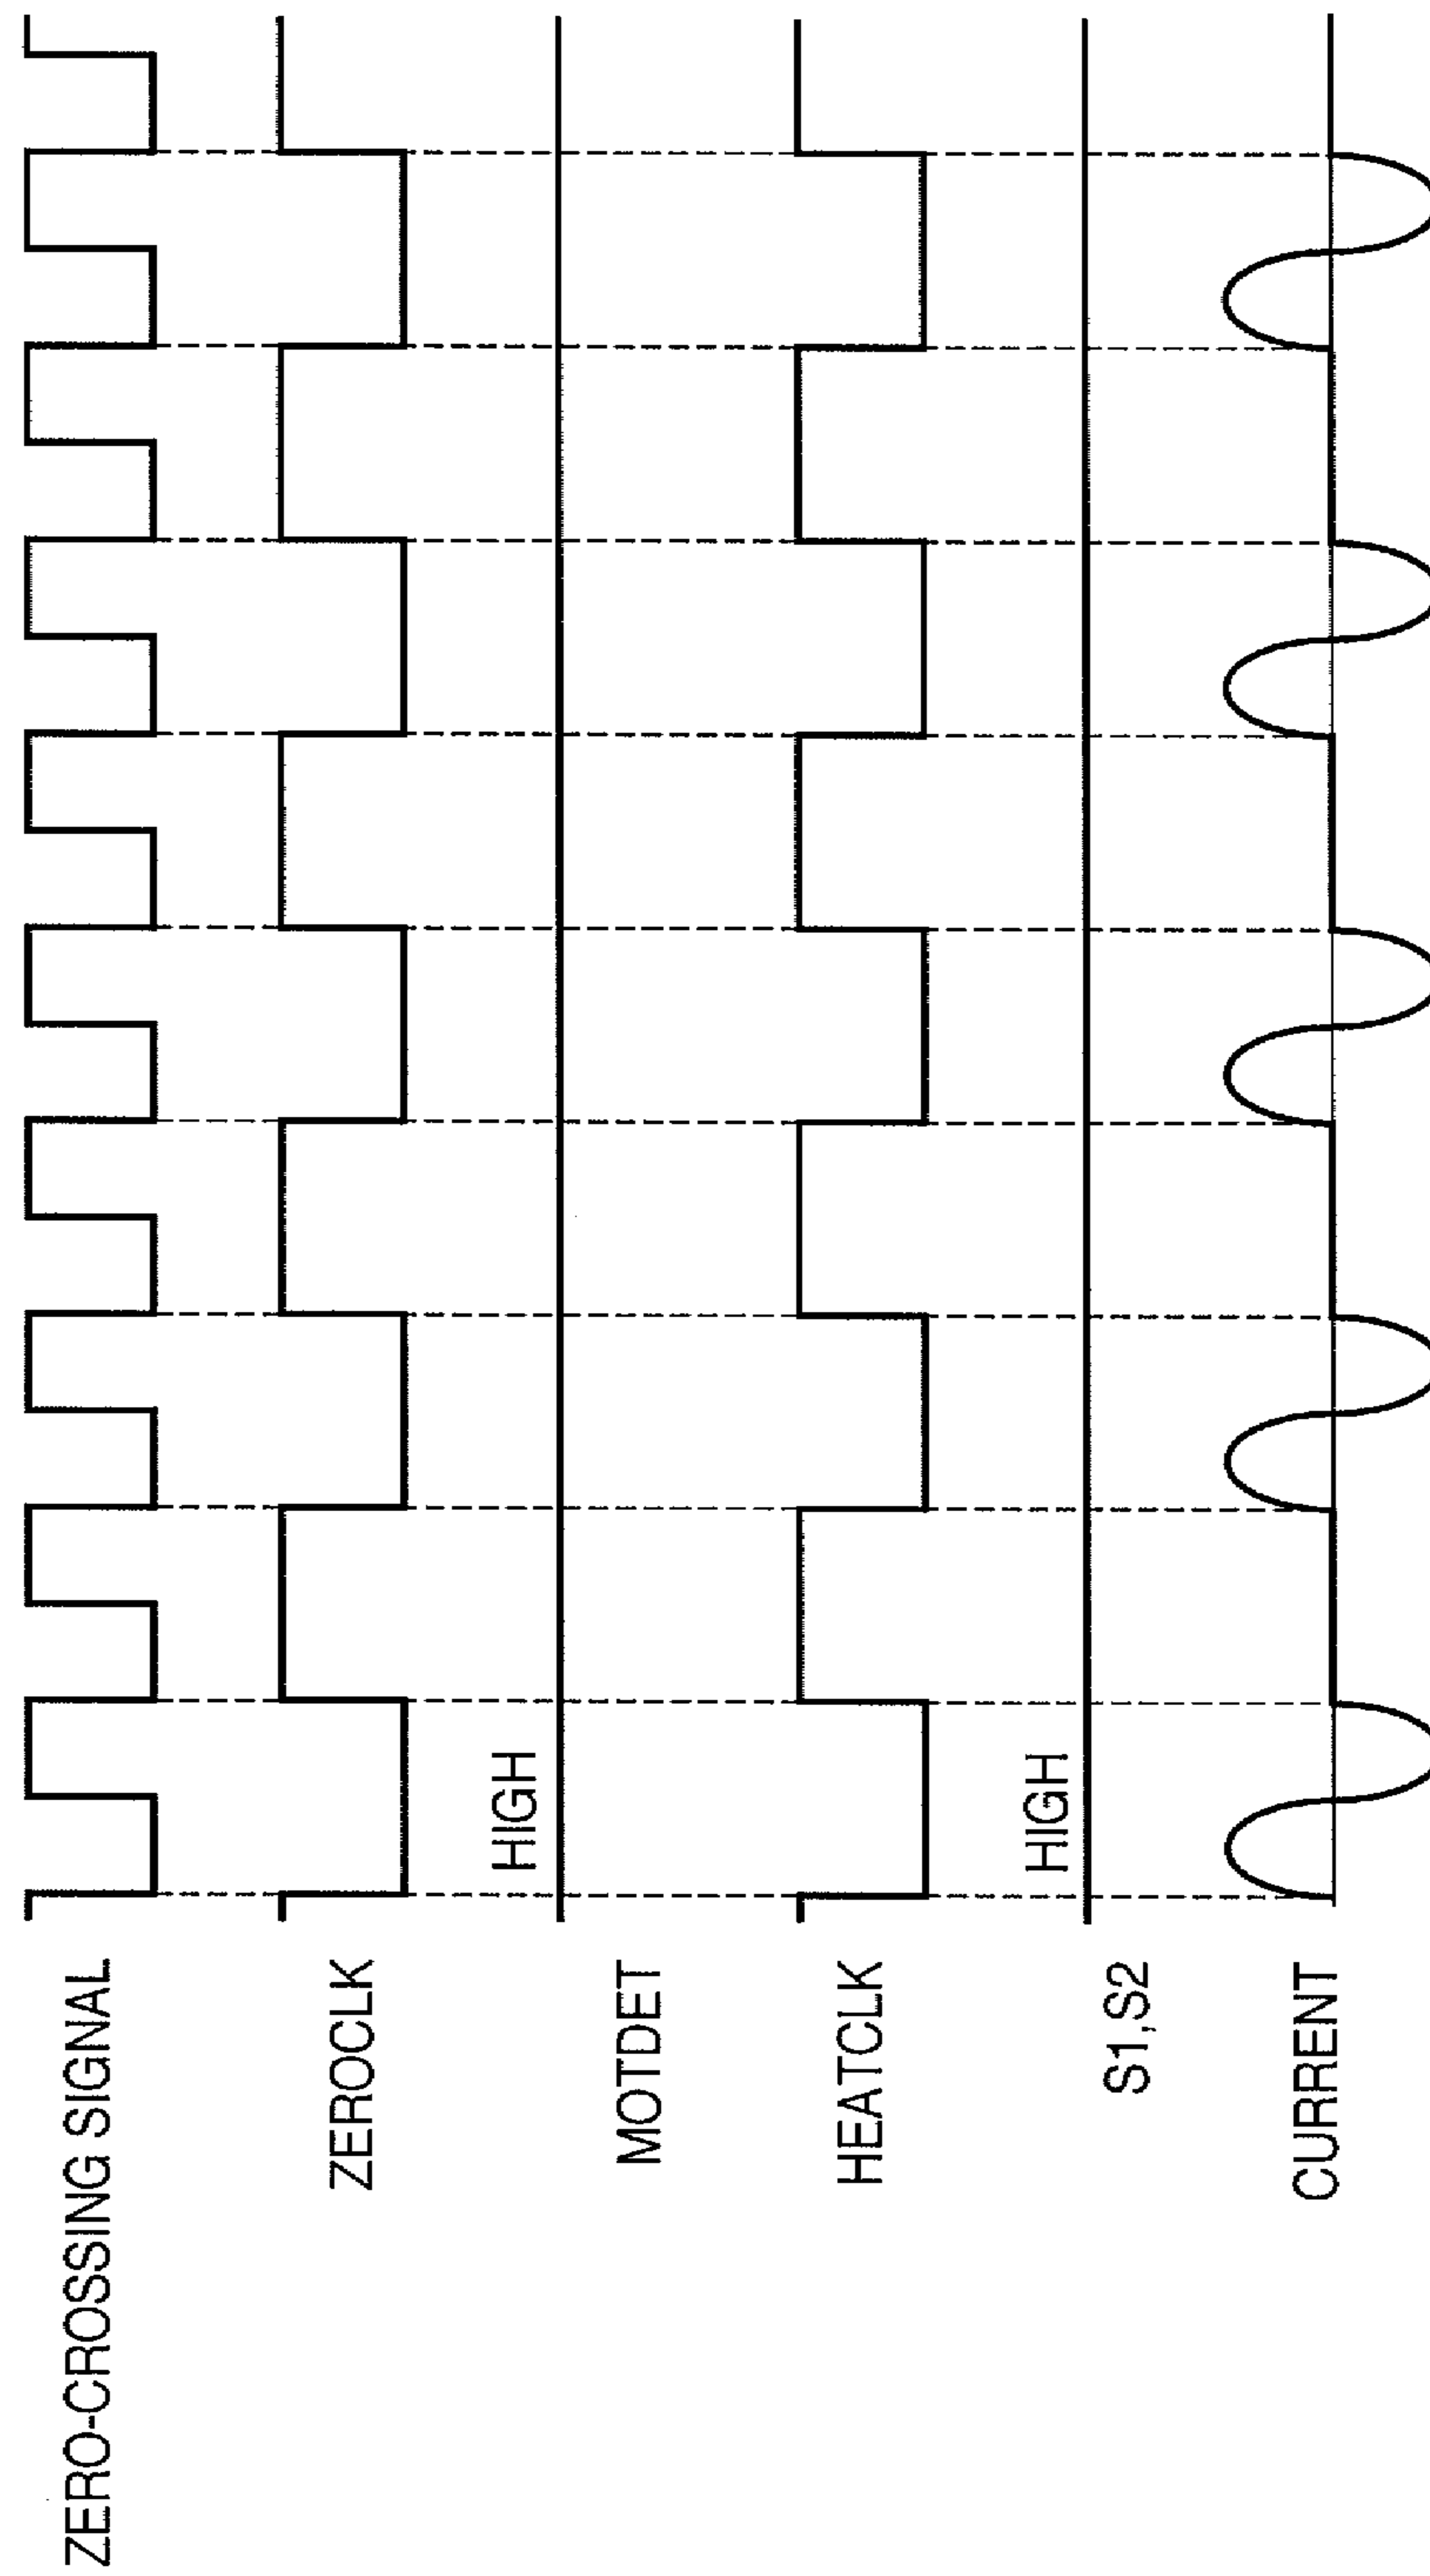 ZERO-CROSSING SIGNAL
ZEROCLK
HIGH
MOTDET
HEATCLK
HIGH
S1,S2
CURRENT